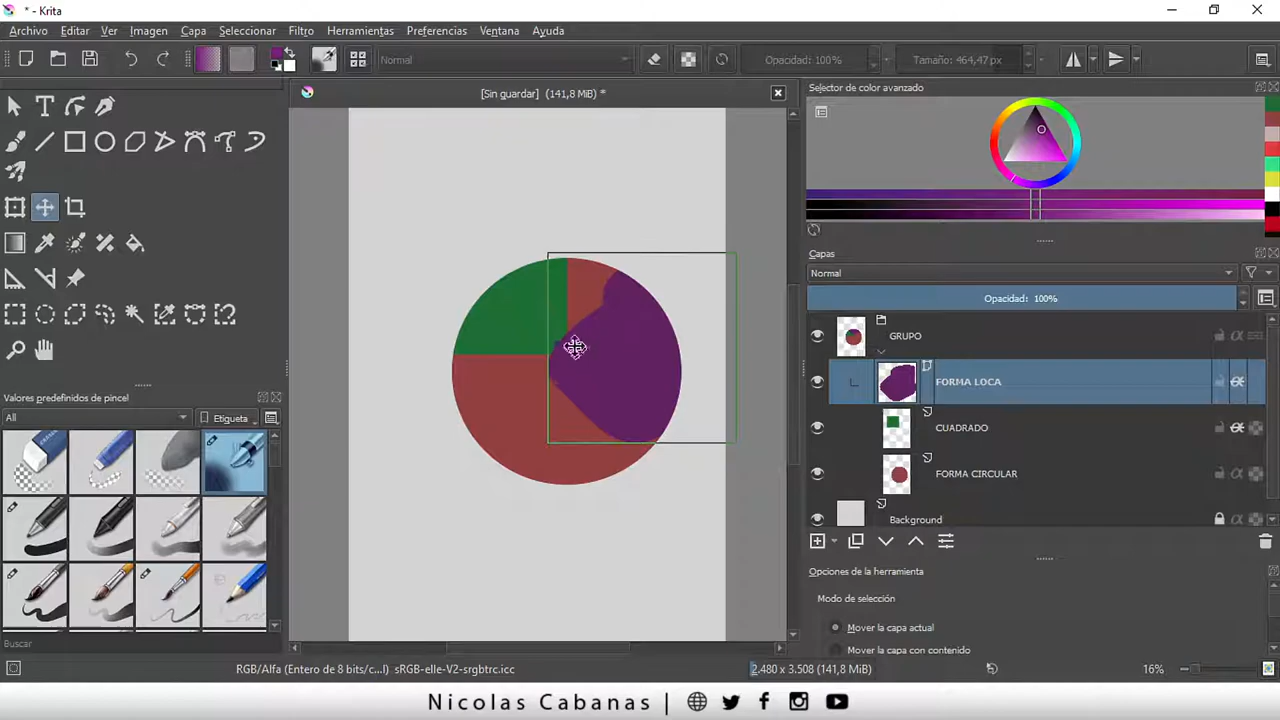 * - Krita
Archivo Editar Ver Imagen Capa Seleccionar Filtro Herramientas Preferencias Ventana Ayuda
Normal
Opacidad: 100%
Tamaño: 464,47 px
[Sin guardar] (141,8 MiB) *
Selector de color avanzado
Capas
Normal
Opacidad: 100%
GRUPO
FORMA LOCA
CUADRADO
FORMA CIRCULAR
Background
Valores predefinidos de pincel
All
Etiqueta
Buscar
Opciones de la herramienta
Modo de selección
Mover la capa actual
Mover la capa con contenido
RGB/Alfa (Entero de 8 bits/c...l) sRGB-elle-V2-srgbtrc.icc
2.480 x 3.508 (141,8 MiB)
16%
Nicolas Cabanas |